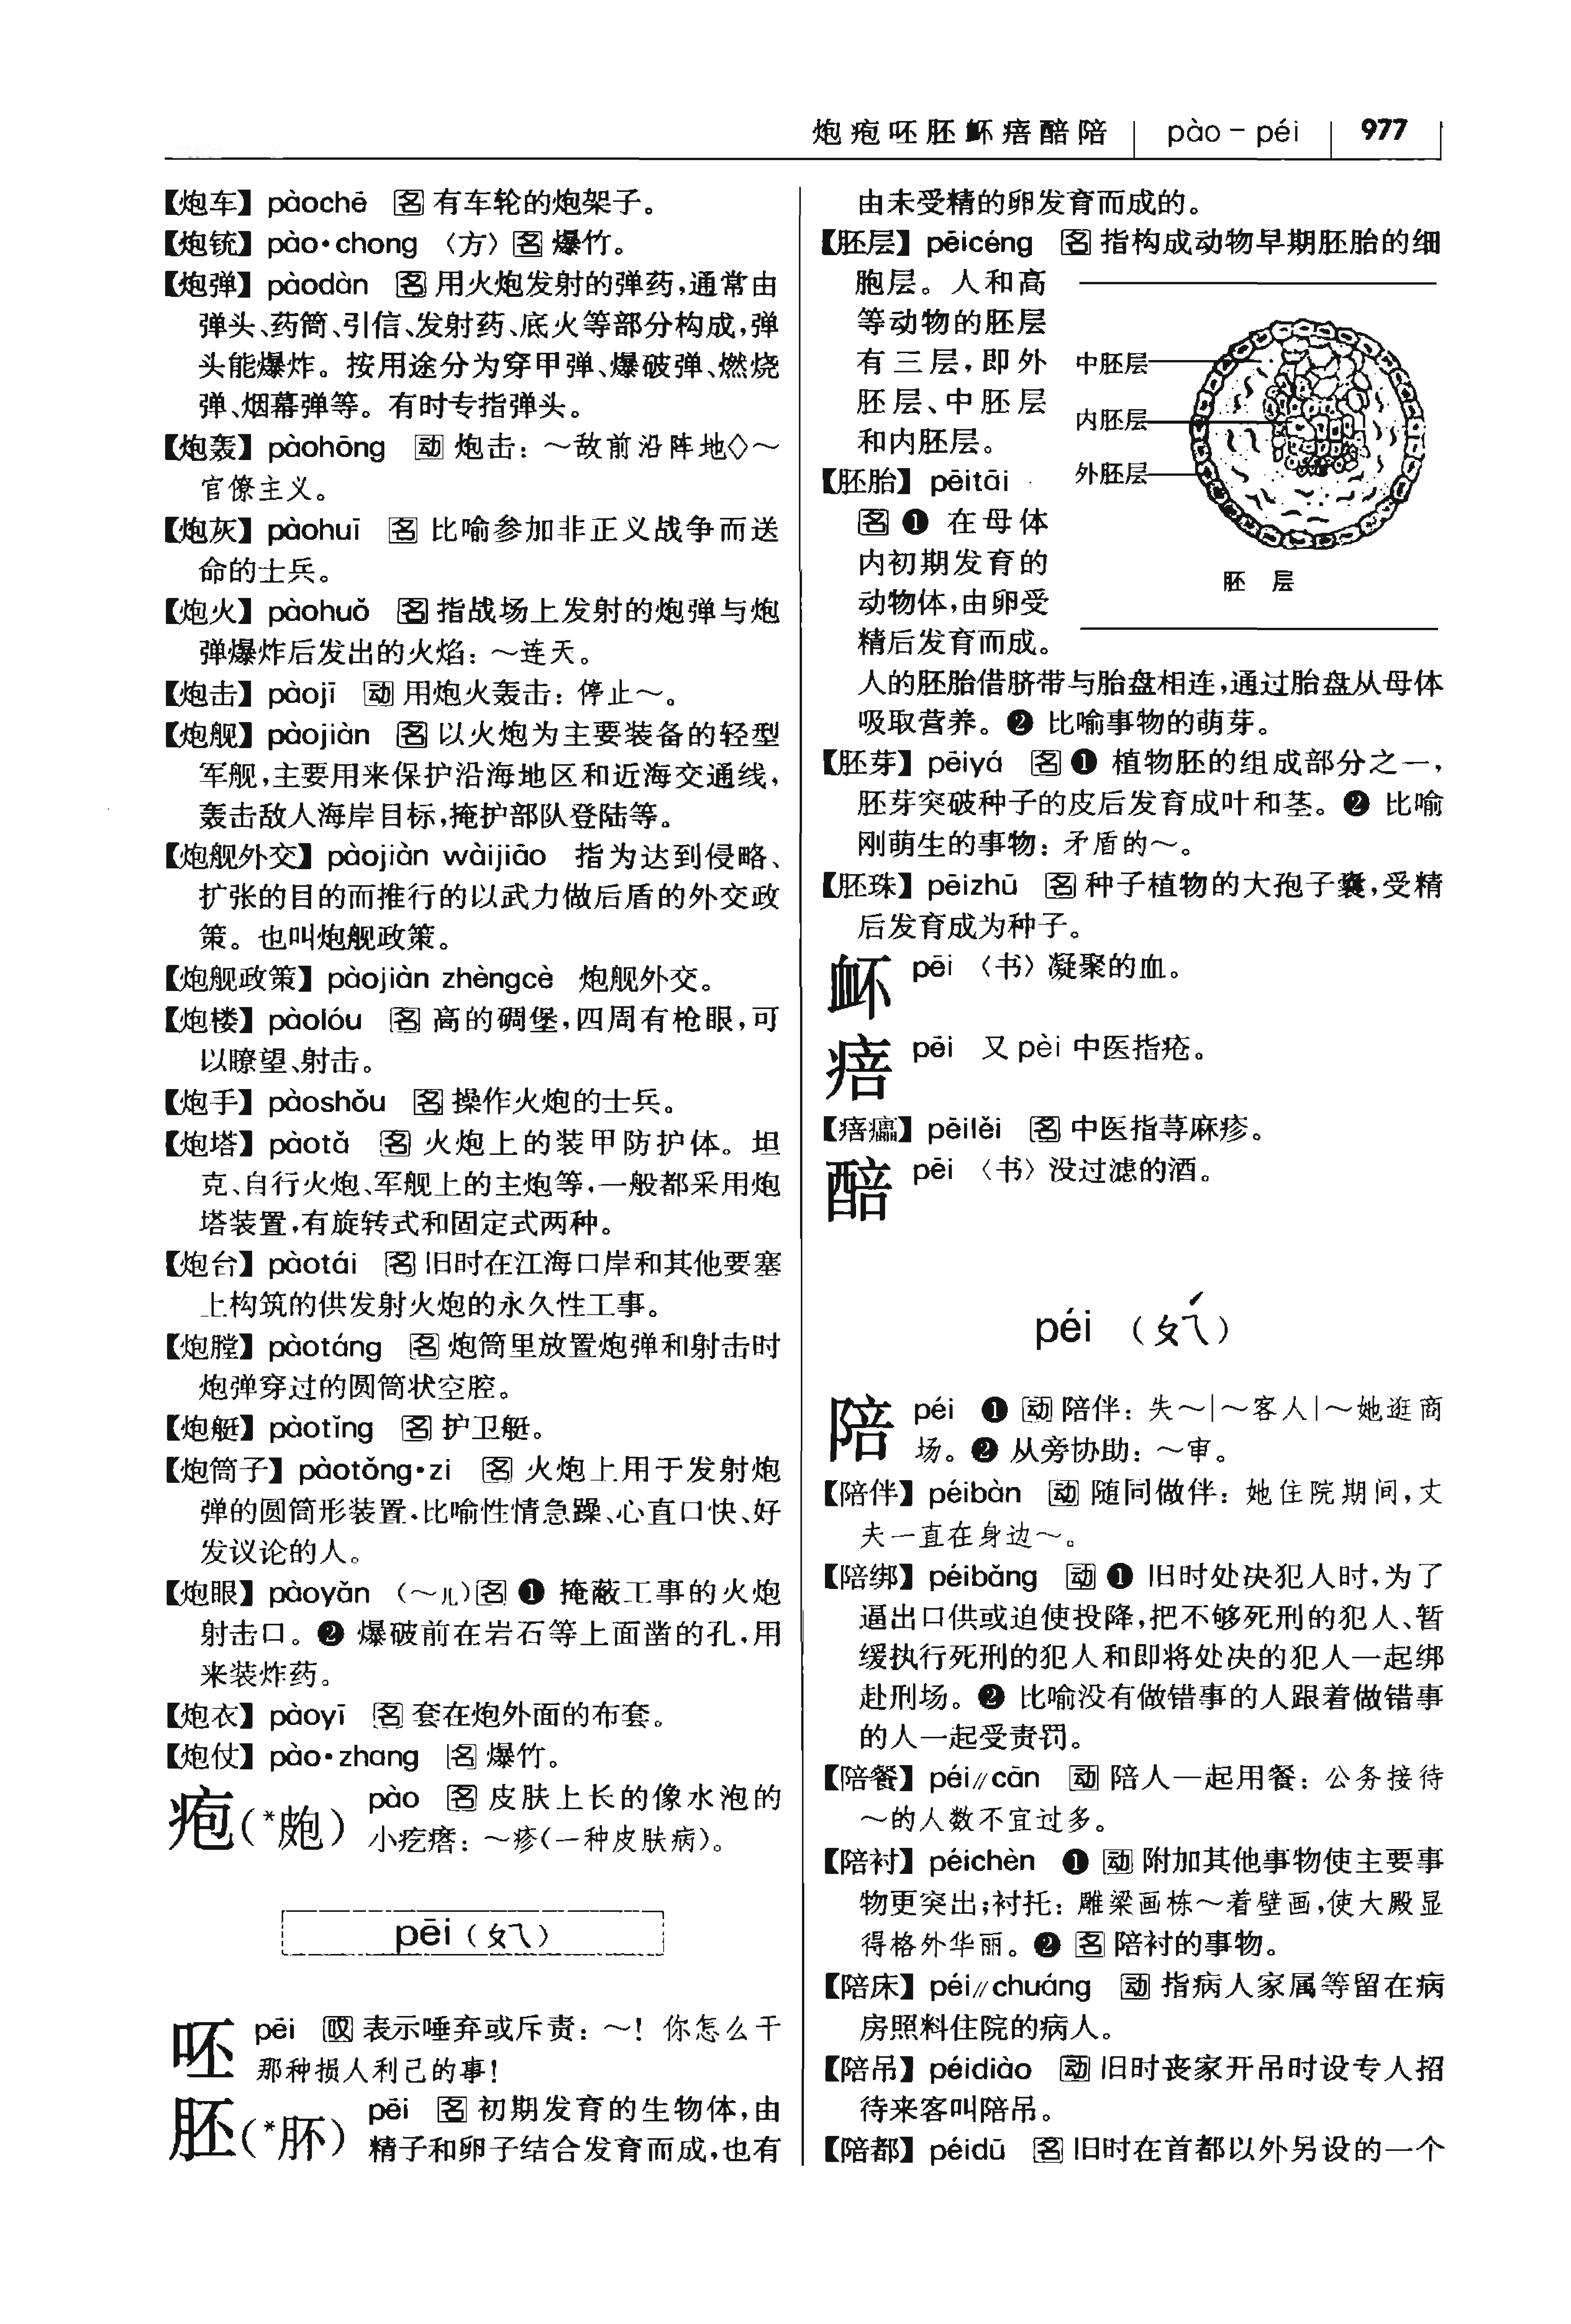 炮疱呸胚衃痦醅陪 pào－péi 977
【炮车】pàochē 名 有车轮的炮架子。
【炮铳】pào·chong 〈方〉名 爆竹。
【炮弹】pàodàn 名 用火炮发射的弹药，通常由
弹头、药筒、引信、发射药、底火等部分构成，弹
头能爆炸。按用途分为穿甲弹、爆破弹、燃烧
弹、烟幕弹等。有时专指弹头。
【炮轰】pàohōng 动 炮击：～敌前沿阵地◇～
官僚主义。
【炮灰】pàohuī 名 比喻参加非正义战争而送
命的士兵。
【炮火】pàohuǒ 名 指战场上发射的炮弹与炮
弹爆炸后发出的火焰：～连天。
【炮击】pàojī 动 用炮火轰击：停止～。
【炮舰】pàojiàn 名 以火炮为主要装备的轻型
军舰，主要用来保护沿海地区和近海交通线，
轰击敌人海岸目标，掩护部队登陆等。
【炮舰外交】pàojiàn wàijiāo 指为达到侵略、
扩张的目的而推行的以武力做后盾的外交政
策。也叫炮舰政策。
【炮舰政策】pàojiàn zhèngcè 炮舰外交。
【炮楼】pàolóu 名 高的碉堡，四周有枪眼，可
以瞭望、射击。
【炮手】pàoshǒu 名 操作火炮的士兵。
【炮塔】pàotǎ 名 火炮上的装甲防护体。坦
克、自行火炮、军舰上的主炮等，一般都采用炮
塔装置，有旋转式和固定式两种。
【炮台】pàotái 名 旧时在江海口岸和其他要塞
上构筑的供发射火炮的永久性工事。
【炮膛】pàotáng 名 炮筒里放置炮弹和射击时
炮弹穿过的圆筒状空腔。
【炮艇】pàotǐng 名 护卫艇。
【炮筒子】pàotǒng·zi 名 火炮上用于发射炮
弹的圆筒形装置，比喻性情急躁、心直口快、好
发议论的人。
【炮眼】pàoyǎn （～儿）名 ❶ 掩蔽工事的火炮
射击口。❷ 爆破前在岩石等上面凿的孔，用
来装炸药。
【炮衣】pàoyī 名 套在炮外面的布套。
【炮仗】pào·zhang 名 爆竹。
疱（*皰） pào 名 皮肤上长的像水泡的
小疙瘩：～疹（一种皮肤病）。
pēi（ㄆㄟ）
呸 pēi 叹 表示唾弃或斥责：～！你怎么干
那种损人利己的事！
胚（*肧） pēi 名 初期发育的生物体，由
精子和卵子结合发育而成，也有
由未受精的卵发育而成的。
【胚层】pēicéng 名 指构成动物早期胚胎的细
胞层。人和高
等动物的胚层
有三层，即外
胚层、中胚层
和内胚层。
中胚层
内胚层
外胚层
胚 层
【胚胎】pēitāi
名 ❶ 在母体
内初期发育的
动物体，由卵受
精后发育而成。
人的胚胎借脐带与胎盘相连，通过胎盘从母体
吸取营养。❷ 比喻事物的萌芽。
【胚芽】pēiyá 名 ❶ 植物胚的组成部分之一，
胚芽突破种子的皮后发育成叶和茎。❷ 比喻
刚萌生的事物：矛盾的～。
【胚珠】pēizhū 名 种子植物的大孢子囊，受精
后发育成为种子。
衃 pēi 〈书〉凝聚的血。
痦 pēi 又 pèi 中医指疮。
【痦癗】pēilěi 名 中医指荨麻疹。
醅 pēi 〈书〉没过滤的酒。
péi （ㄆㄟˊ）
陪 péi ❶ 动 陪伴：失～｜～客人｜～她逛商
场。❷ 从旁协助：～审。
【陪伴】péibàn 动 随同做伴：她住院期间，丈
夫一直在身边～。
【陪绑】péibǎng 动 ❶ 旧时处决犯人时，为了
逼出口供或迫使投降，把不够死刑的犯人、暂
缓执行死刑的犯人和即将处决的犯人一起绑
赴刑场。❷ 比喻没有做错事的人跟着做错事
的人一起受责罚。
【陪餐】péi∥cān 动 陪人一起用餐：公务接待
～的人数不宜过多。
【陪衬】péichèn ❶ 动 附加其他事物使主要事
物更突出；衬托：雕梁画栋～着壁画，使大殿显
得格外华丽。❷ 名 陪衬的事物。
【陪床】péi∥chuáng 动 指病人家属等留在病
房照料住院的病人。
【陪吊】péidiào 动 旧时丧家开吊时设专人招
待来客叫陪吊。
【陪都】péidū 名 旧时在首都以外另设的一个